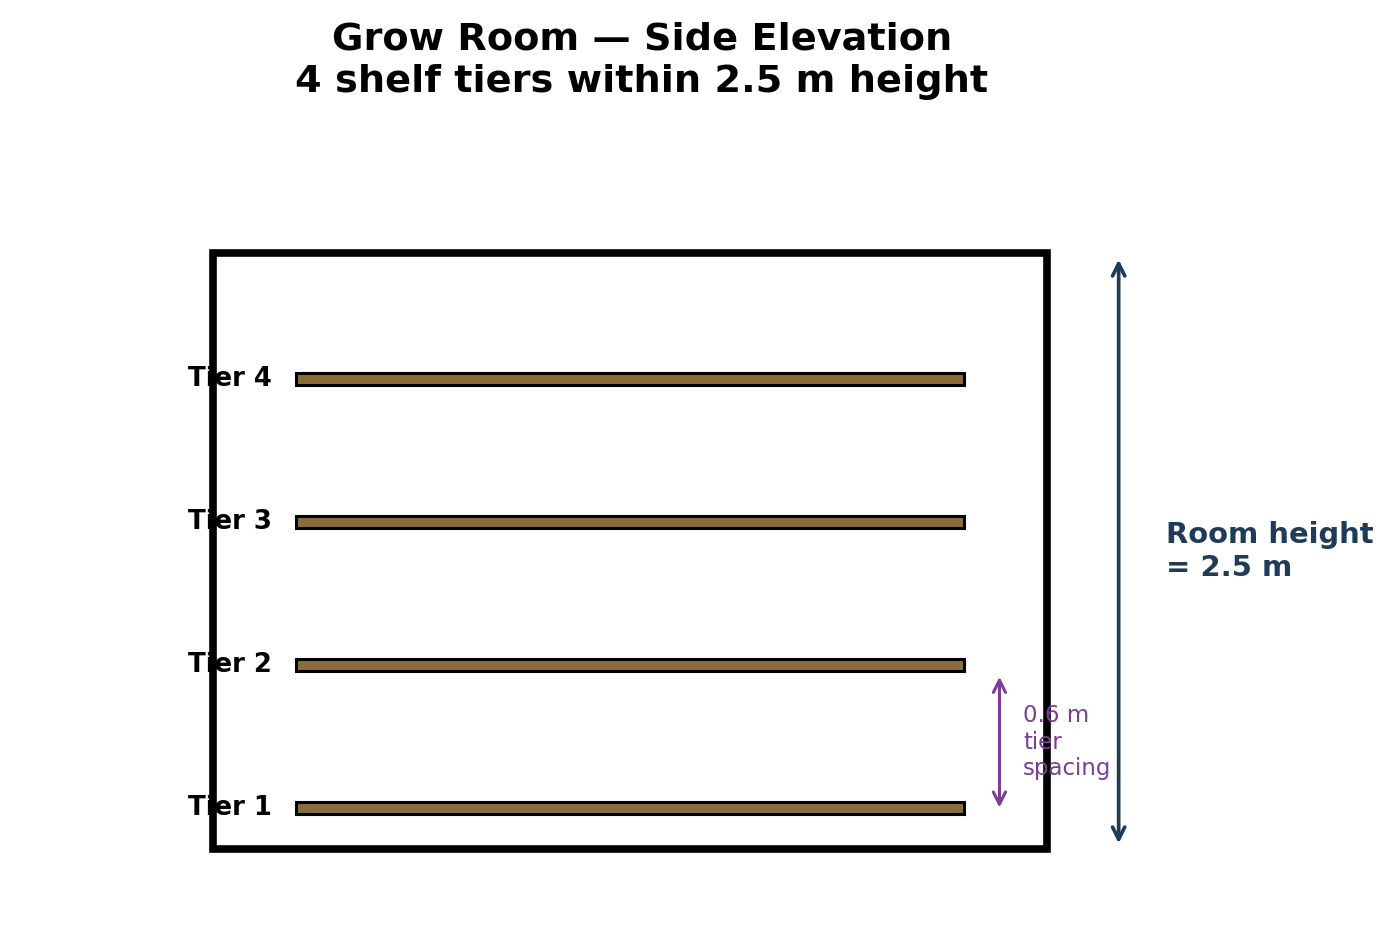 Grow Room — Side Elevation
4 shelf tiers within 2.5 m height
Tier 4
Tier 3
Room height
= 2.5 m
Tier 2
0.6 m
tier
spacing
Tier 1